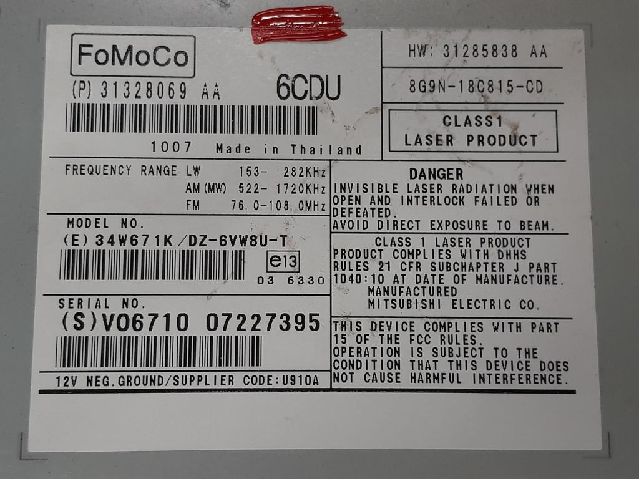 FoMoCo
(P) 31328069 AA
6CDU
1007 Made in Thailand
HW: 31285838 AA
8G9N-18C815-CD
CLASS1
LASER PRODUCT
FREQUENCY RANGE LW 153- 282KHz
AM (MW) 522-1720KHz
FM 76.0-108.0MHz
MODEL NO.
(E) 34W671K/DZ-6VW8U-T
e13
03 6330
SERIAL NO.
(S)V06710 07227395
12V NEG.GROUND/SUPPLIER CODE:U910A
DANGER
INVISIBLE LASER RADIATION WHEN
OPEN AND INTERLOCK FAILED OR
DEFEATED.
AVOID DIRECT EXPOSURE TO BEAM.
CLASS 1 LASER PRODUCT
PRODUCT COMPLIES WITH DHHS
RULES 21 CFR SUBCHAPTER J PART
1040:10 AT DATE OF MANUFACTURE.
MANUFACTURED
MITSUBISHI ELECTRIC CO.
THIS DEVICE COMPLIES WITH PART
15 OF THE FCC RULES.
OPERATION IS SUBJECT TO THE
CONDITION THAT THIS DEVICE DOES
NOT CAUSE HARMFUL INTERFERENCE.